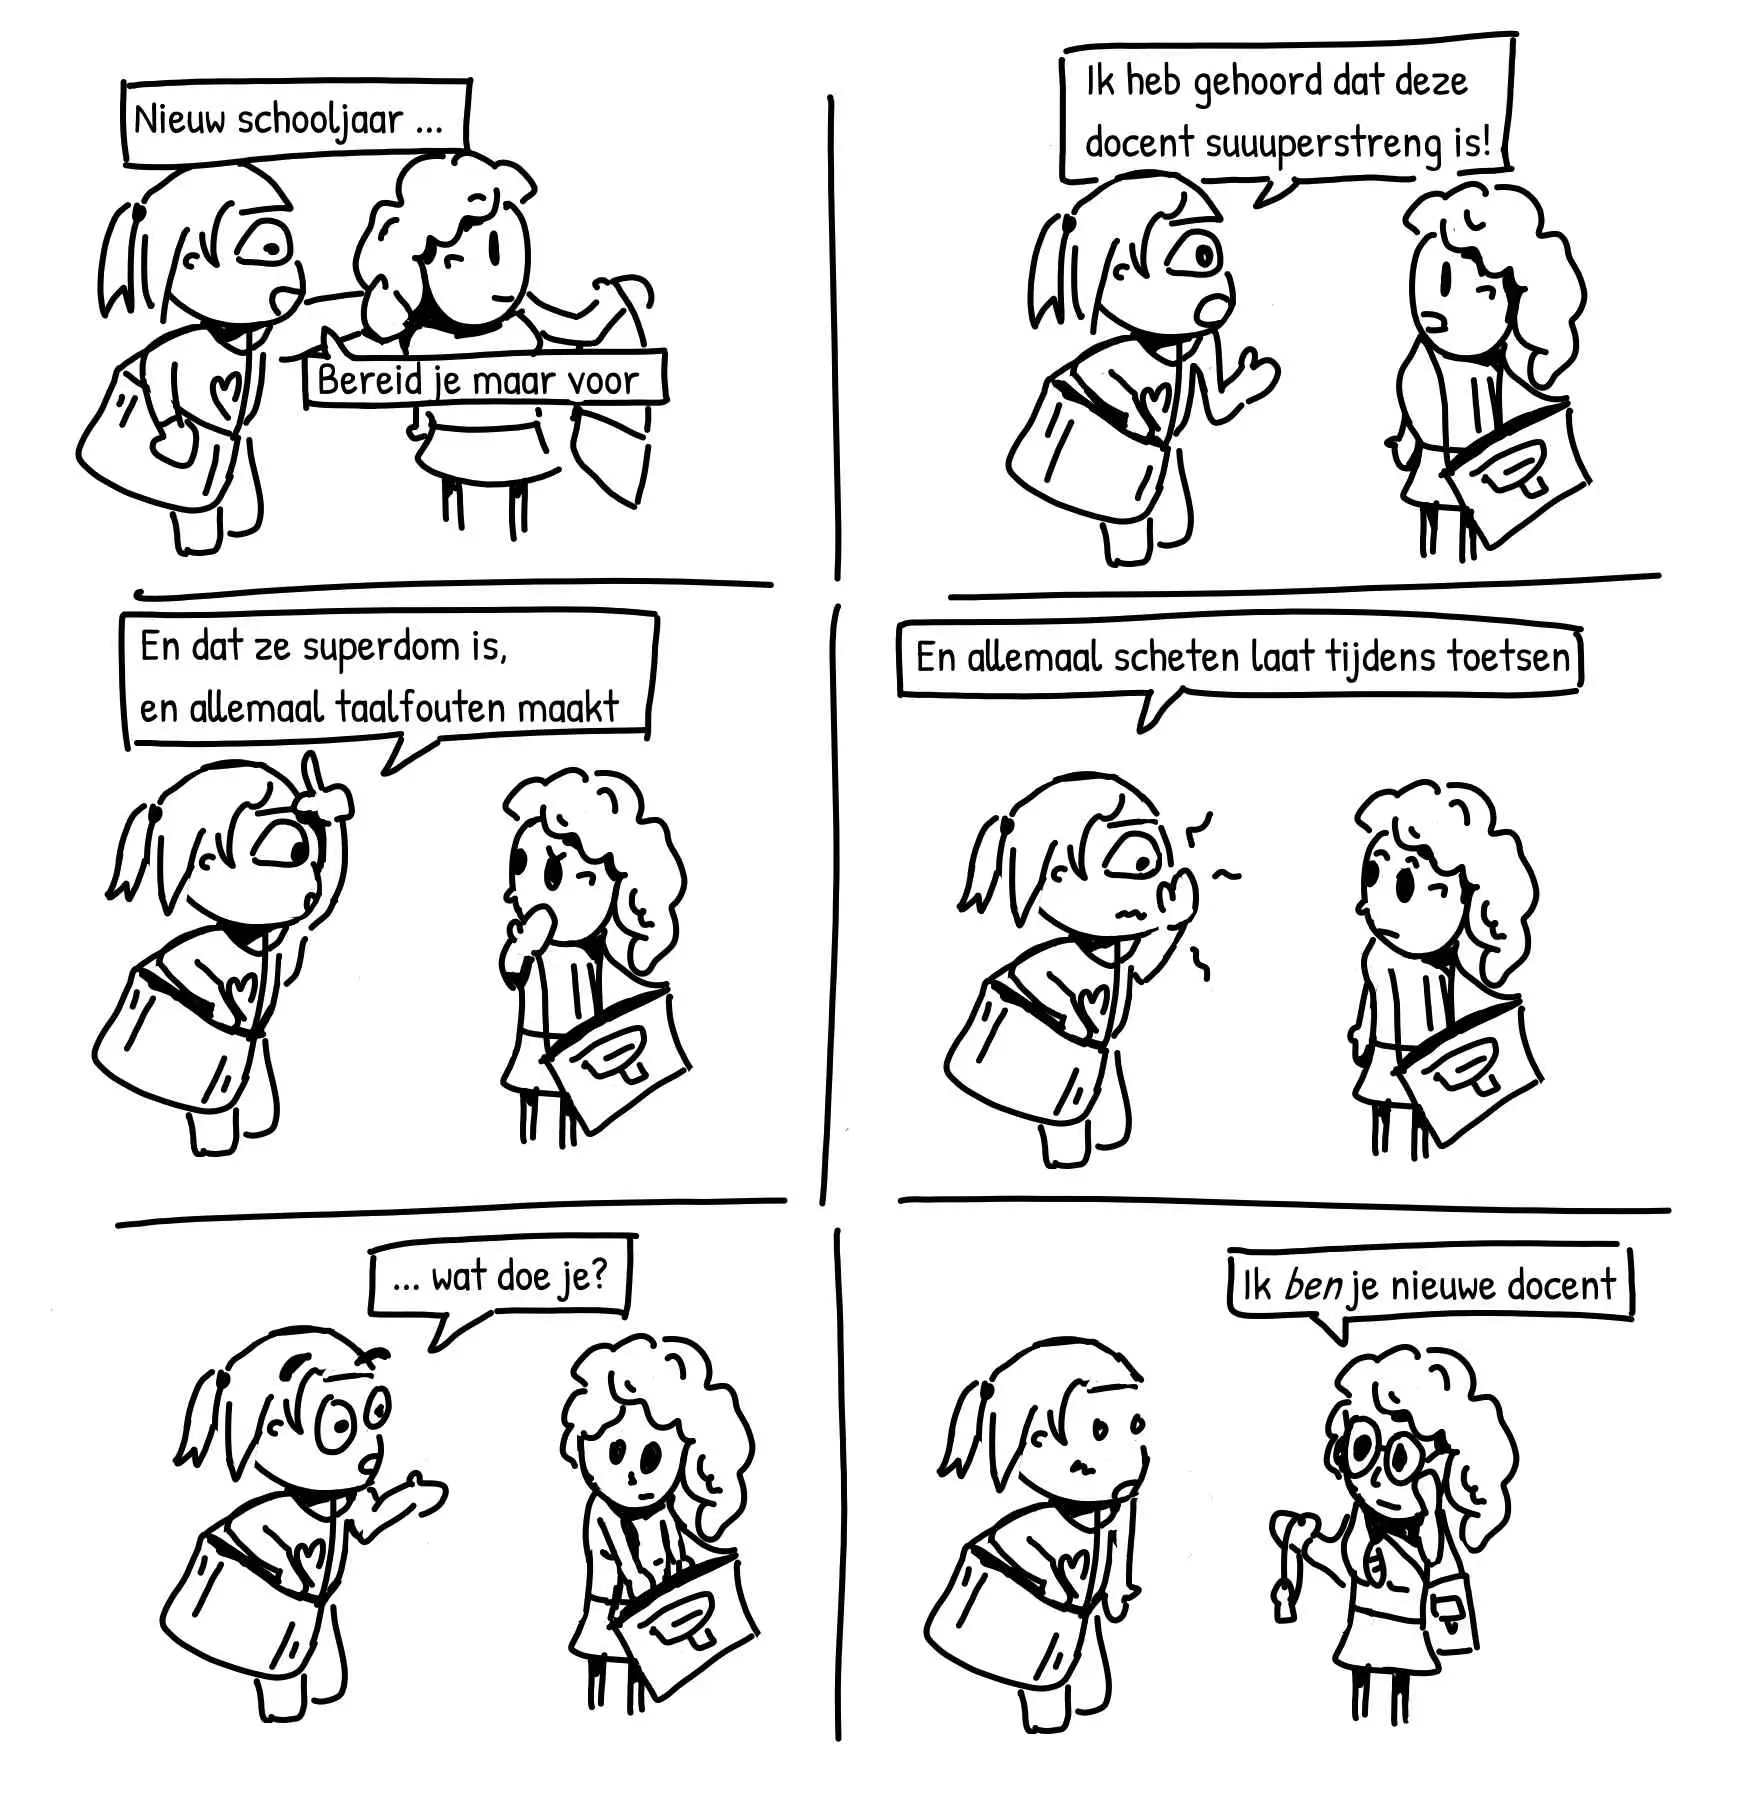 Nieuw schooljaar ...
Bereid je maar voor
Ik heb gehoord dat deze
docent suuuperstreng is!
En dat ze superdom is,
en allemaal taalfouten maakt
En allemaal scheten laat tijdens toetsen
... wat doe je?
Ik ben je nieuwe docent